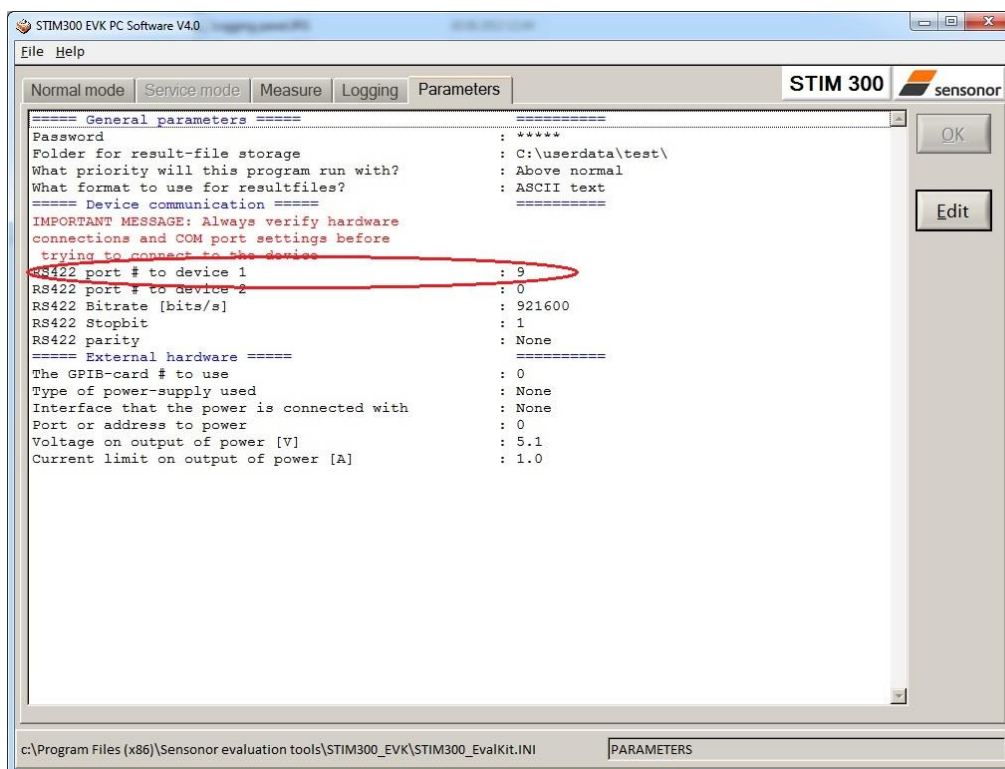 STIM300 EVK PC Software V4.0
File Help
Normal mode Service mode Measure Logging Parameters STIM 300 sensonor
===== General parameters ===== ==========
Password : *****
Folder for result-file storage : C:\userdata\test\
What priority will this program run with? : Above normal
What format to use for resultfiles? : ASCII text
===== Device communication ===== ==========
IMPORTANT MESSAGE: Always verify hardware
connections and COM port settings before
trying to connect to the device
RS422 port # to device 1 : 9
RS422 port # to device 2 : 0
RS422 Bitrate [bits/s] : 921600
RS422 Stopbit : 1
RS422 parity : None
===== External hardware ===== ==========
The GPIB-card # to use : 0
Type of power-supply used : None
Interface that the power is connected with : None
Port or address to power : 0
Voltage on output of power [V] : 5.1
Current limit on output of power [A] : 1.0
OK
Edit
c:\Program Files (x86)\Sensonor evaluation tools\STIM300_EVK\STIM300_EvalKit.INI PARAMETERS